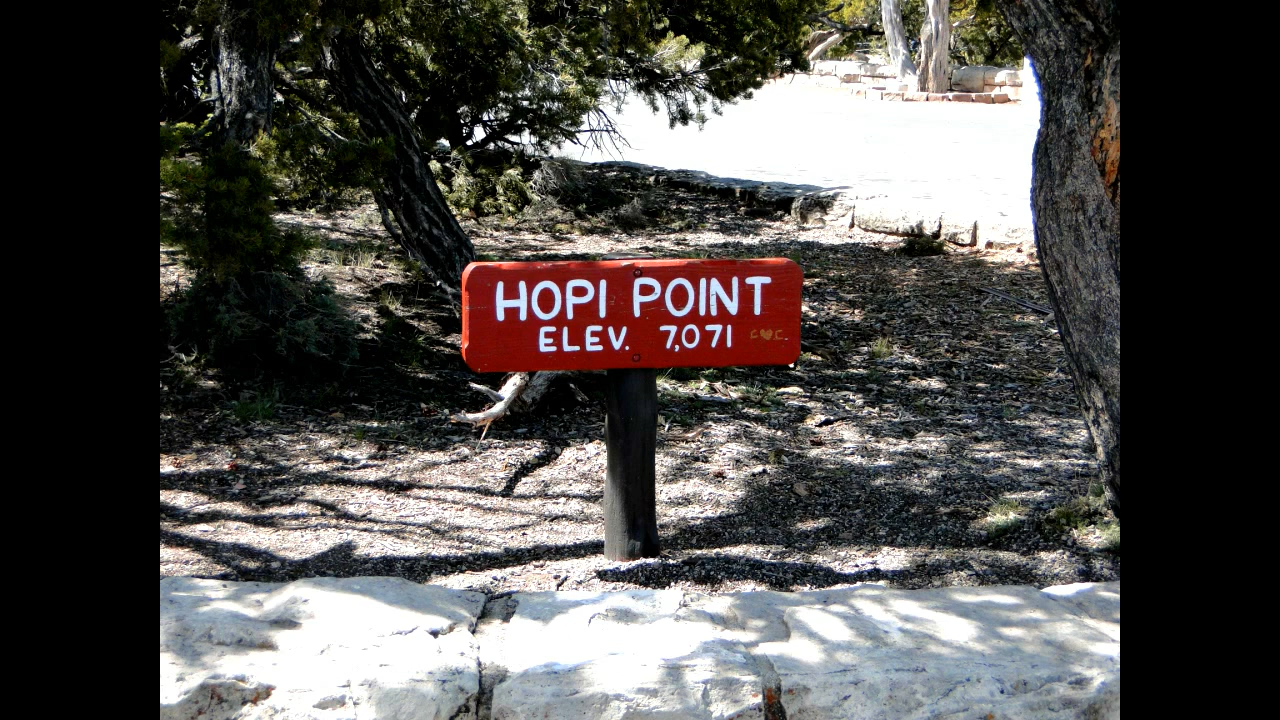 HOPI POINT
ELEV. 7,071 C♥C.